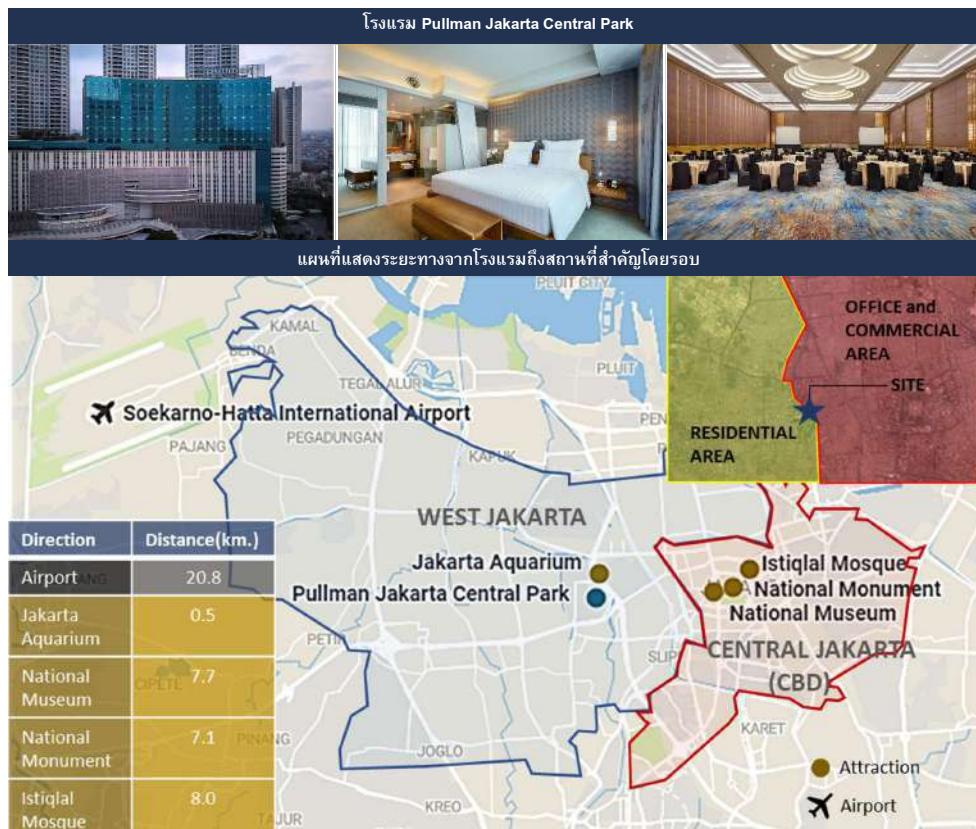 โรงแรม Pullman Jakarta Central Park
แผนที่แสดงระยะทางจากโรงแรมถึงสถานที่สำคัญโดยรอบ
PLUIT CITY
OFFICE and
COMMERCIAL
AREA
SITE
RESIDENTIAL
AREA
KAMAL
BENDA
TEGAL ALUR
PLUIT
Soekarno-Hatta International Airport
PEN
PAJANG
PEGADUNGAN
KAPUK
WEST JAKARTA
Jakarta Aquarium
Pullman Jakarta Central Park
Istiqlal Mosque
National Monument
National Museum
SLIP
CENTRAL JAKARTA
(CBD)
KARET
JOGLO
KREO
Attraction
Airport
Direction Distance(km.)
Airport 20.8
Jakarta
Aquarium 0.5
National
Museum 7.7
National
Monument 7.1
Istiqlal
Mosque 8.0
PINANG